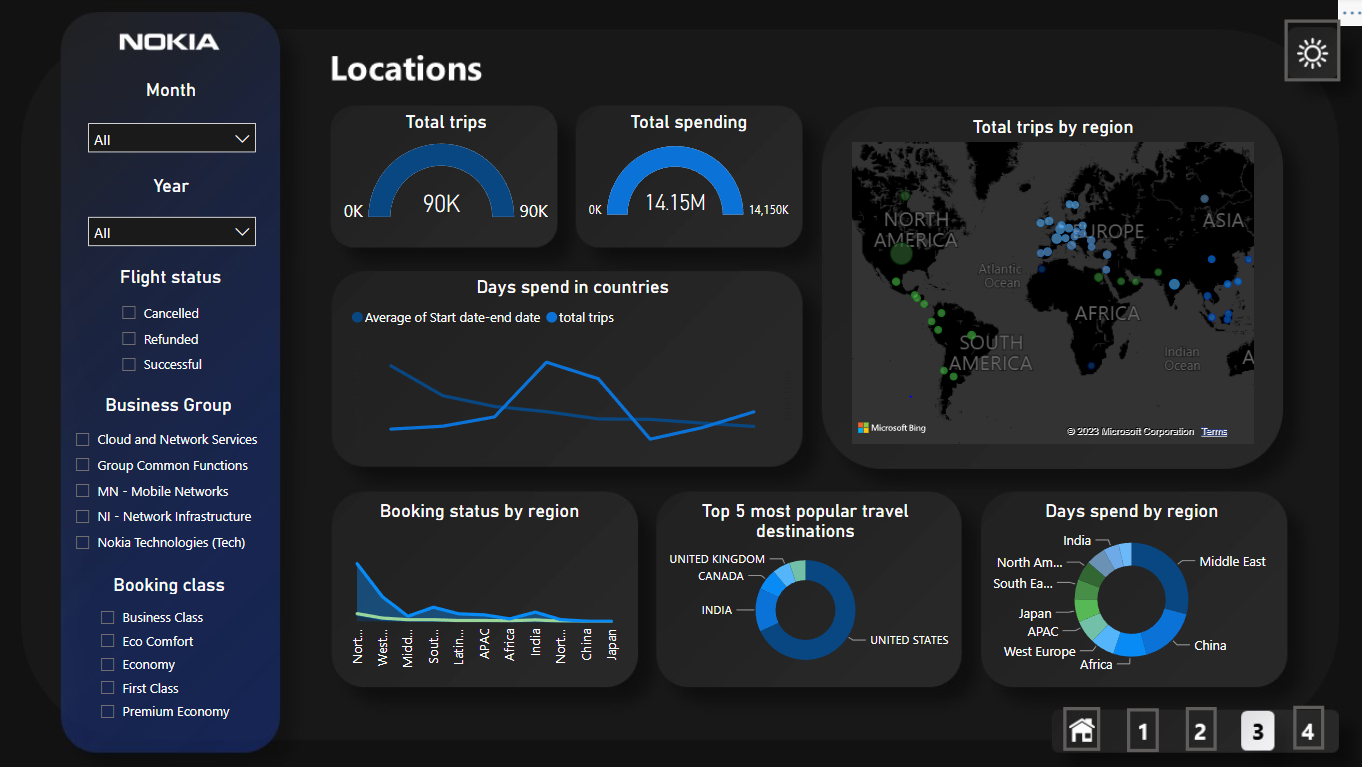 NOKIA
Month
All
Year
All
Flight status
Cancelled
Refunded
Successful
Business Group
Cloud and Network Services
Group Common Functions
MN - Mobile Networks
NI - Network Infrastructure
Nokia Technologies (Tech)
Booking class
Business Class
Eco Comfort
Economy
First Class
Premium Economy
Locations
Total trips
0K
90K
90K
Total spending
0K
14.15M
14,150K
Total trips by region
NORTH
AMERICA
EUROPE
ASIA
Atlantic
Ocean
AFRICA
SOUTH
AMERICA
Indian
Ocean
A
Microsoft Bing
© 2023 Microsoft Corporation Terms
Days spend in countries
Average of Start date-end date total trips
Booking status by region
Nort...
West...
Midd...
Sout...
Latin...
APAC
Africa
India
Nort...
China
Japan
Top 5 most popular travel
destinations
UNITED KINGDOM
CANADA
INDIA
UNITED STATES
Days spend by region
India
North Am...
South Ea...
Japan
APAC
West Europe
Africa
Middle East
China
1
2
3
4